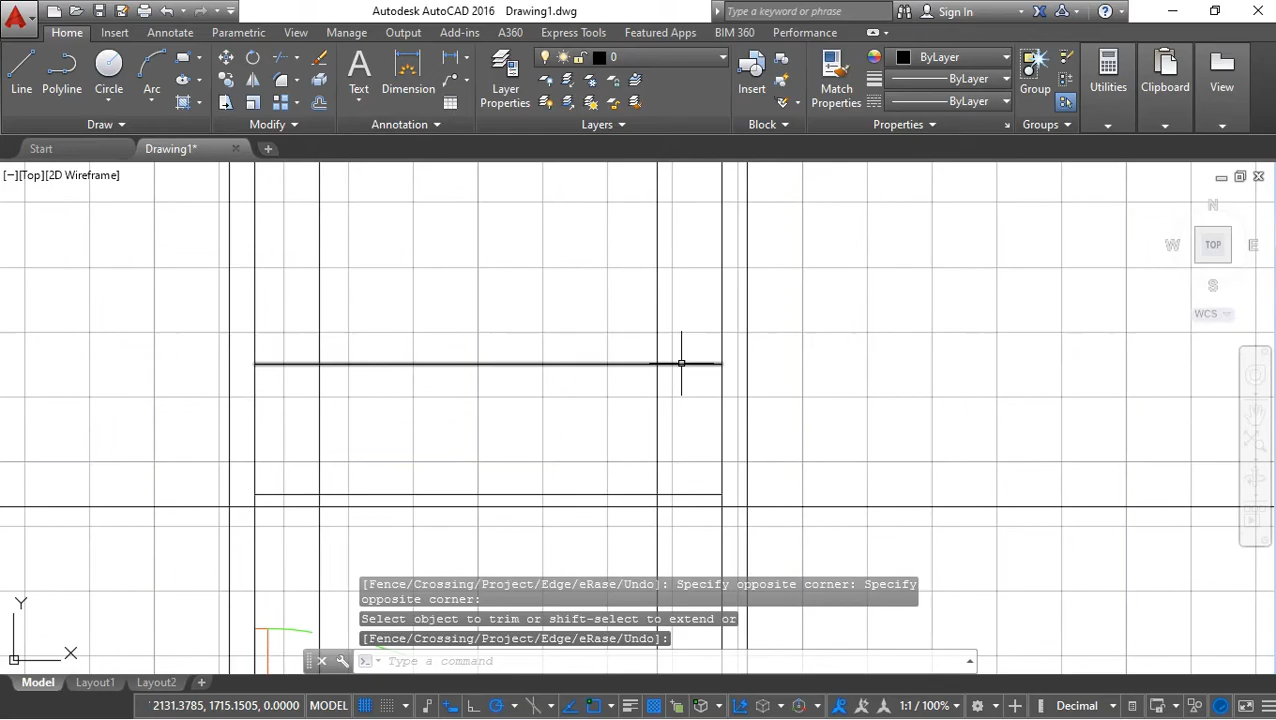 Autodesk AutoCAD 2016 Drawing1.dwg
Type a keyword or phrase
Sign In
Home Insert Annotate Parametric View Manage Output Add-ins A360 Express Tools Featured Apps BIM 360 Performance
Line Polyline Circle Arc
Text Dimension
Layer Properties
0
Insert
Match Properties
ByLayer
ByLayer
ByLayer
Group
Utilities
Clipboard
View
Draw Modify Annotation Layers Block Properties Groups
Start Drawing1*
[−][Top][2D Wireframe]
N
W TOP E
S
WCS
[Fence/Crossing/Project/Edge/eRase/Undo]: Specify opposite corner: Specify
opposite corner:
Select object to trim or shift-select to extend or
[Fence/Crossing/Project/Edge/eRase/Undo]:
Type a command
Y
X
Model Layout1 Layout2
2131.3785, 1715.1505, 0.0000 MODEL 1:1 / 100% Decimal